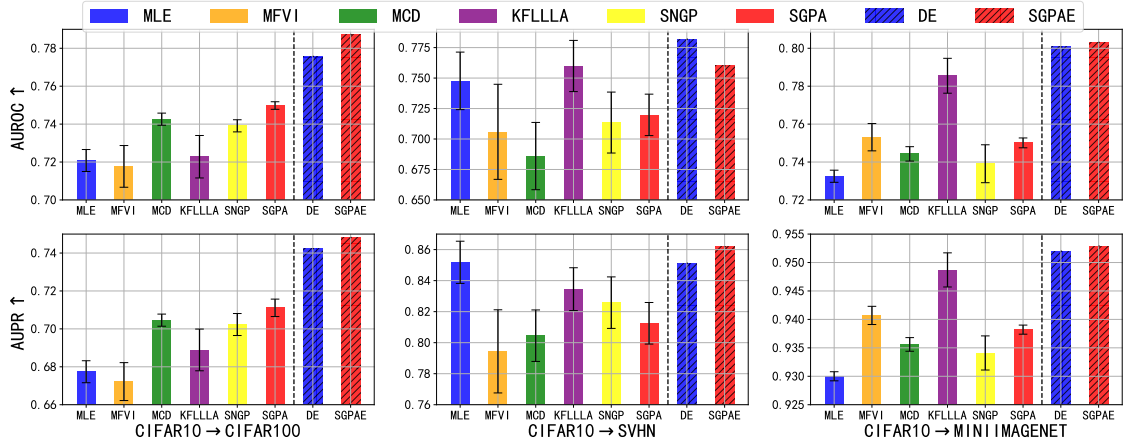 MLE MFVI MCD KFLLLA SNGP SGPA DE SGPAE
AUROC ↑
0.78
0.76
0.74
0.72
0.70
MLE MFVI MCD KFLLLA SNGP SGPA DE SGPAE
0.775
0.750
0.725
0.700
0.675
0.650
MLE MFVI MCD KFLLLA SNGP SGPA DE SGPAE
0.80
0.78
0.76
0.74
0.72
MLE MFVI MCD KFLLLA SNGP SGPA DE SGPAE
AUPR ↑
0.74
0.72
0.70
0.68
0.66
MLE MFVI MCD KFLLLA SNGP SGPA DE SGPAE
CIFAR10 → CIFAR100
0.86
0.84
0.82
0.80
0.78
0.76
MLE MFVI MCD KFLLLA SNGP SGPA DE SGPAE
CIFAR10 → SVHN
0.955
0.950
0.945
0.940
0.935
0.930
0.925
MLE MFVI MCD KFLLLA SNGP SGPA DE SGPAE
CIFAR10 → MINIIMAGENET